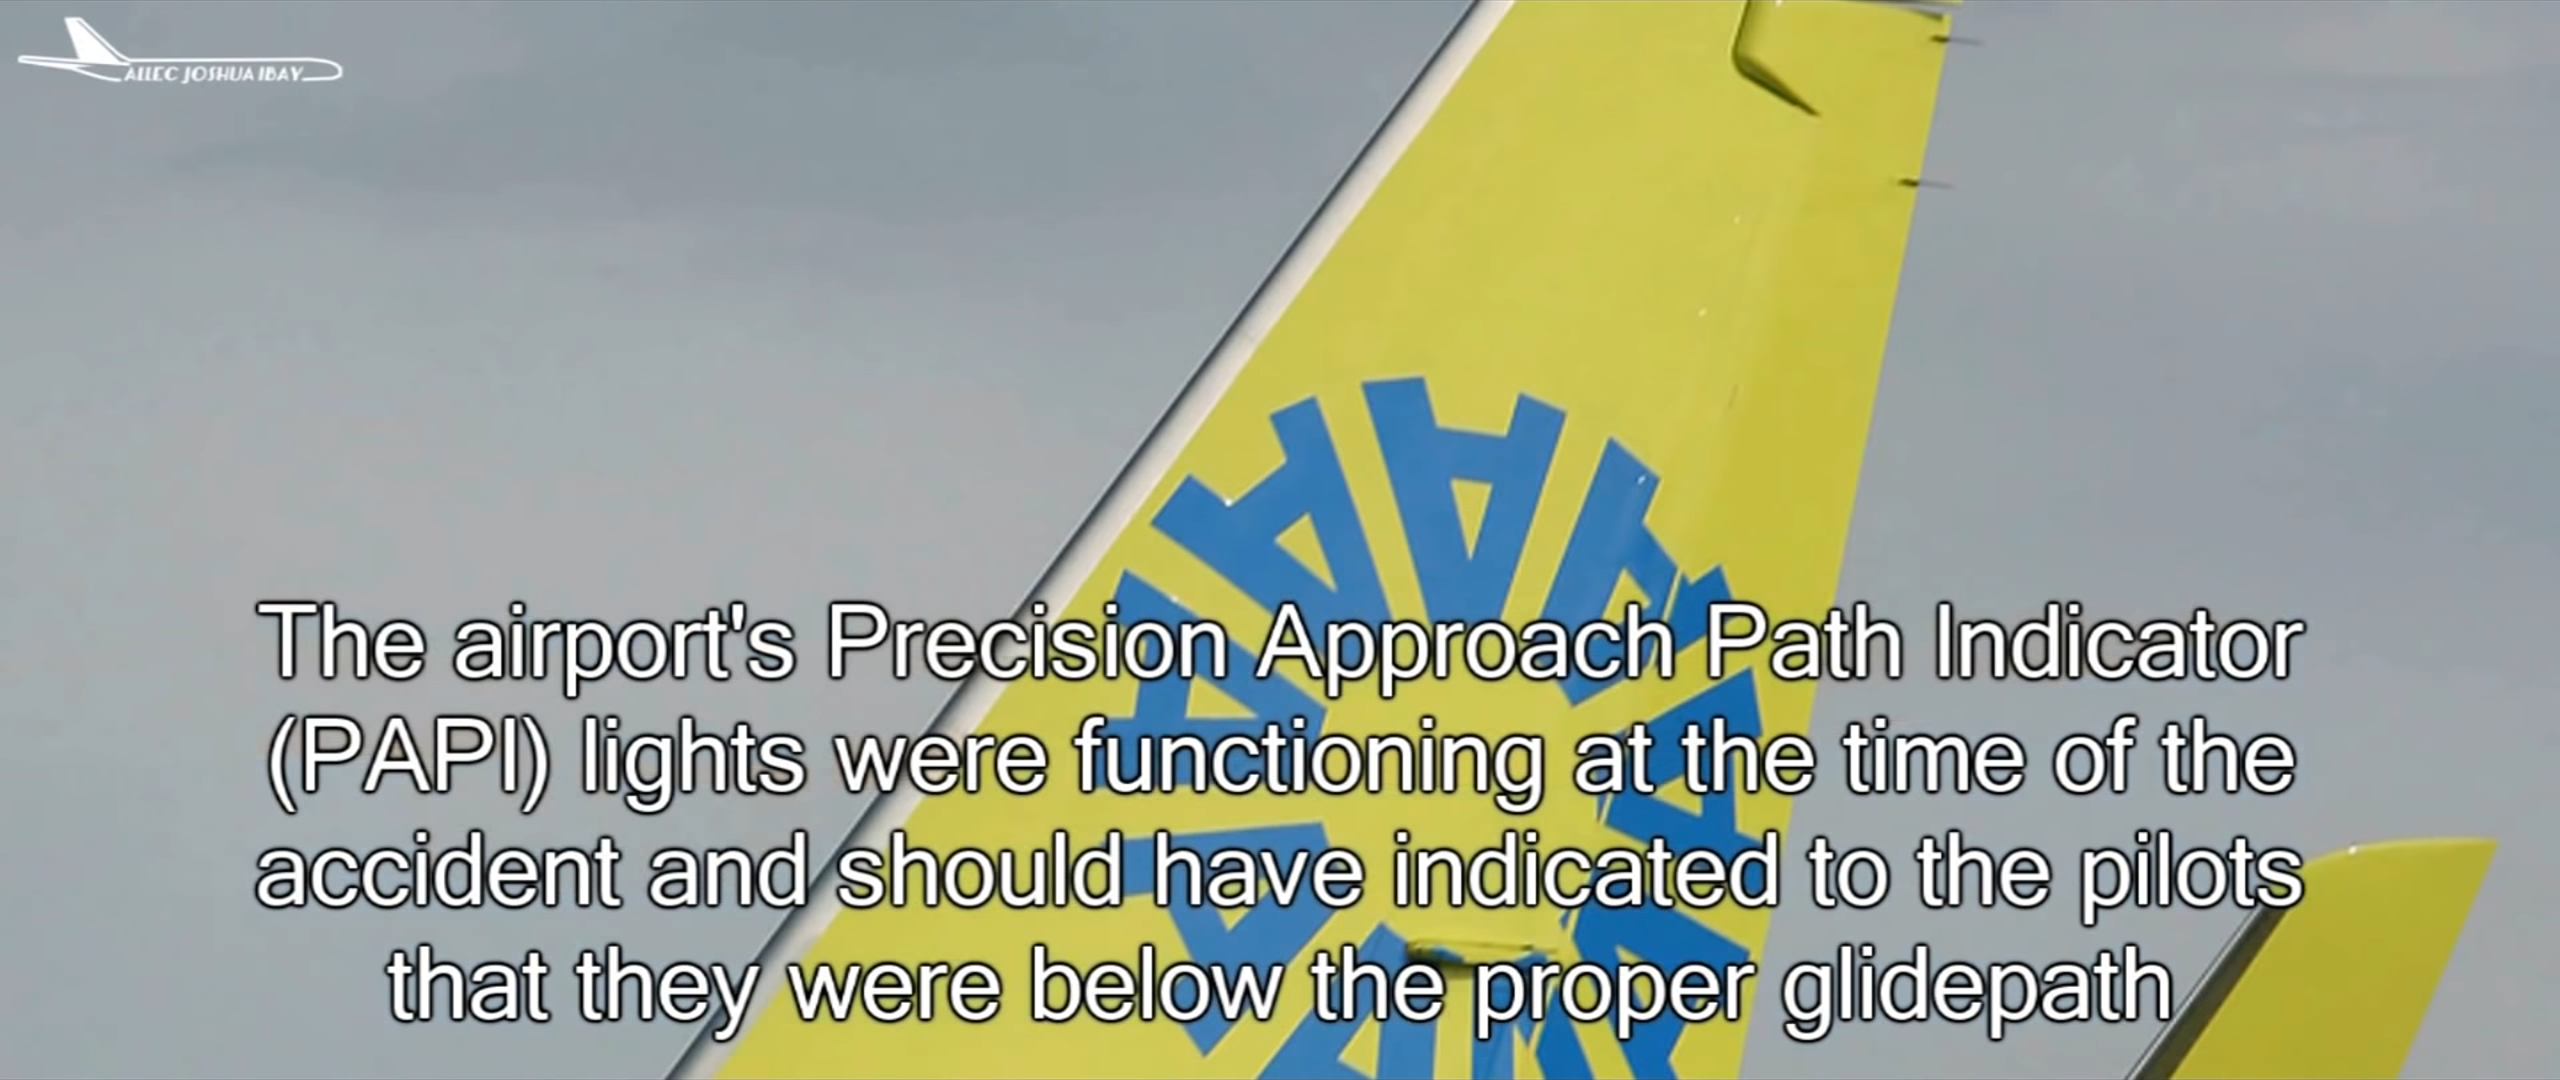 ALLEC JOSHUA IBAY
The airport's Precision Approach Path Indicator
(PAPI) lights were functioning at the time of the
accident and should have indicated to the pilots
that they were below the proper glidepath